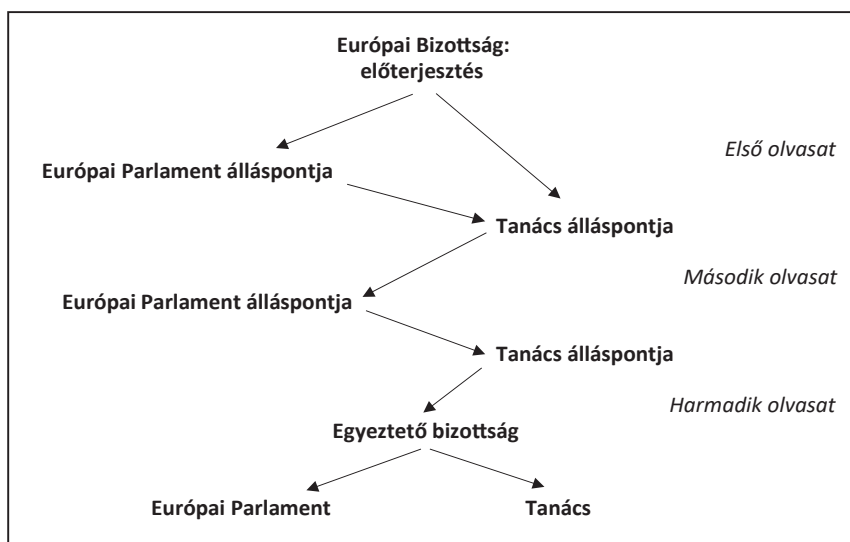 Európai Bizottság:
előterjesztés
Első olvasat
Európai Parlament álláspontja
Tanács álláspontja
Második olvasat
Európai Parlament álláspontja
Tanács álláspontja
Harmadik olvasat
Egyeztető bizottság
Európai Parlament
Tanács